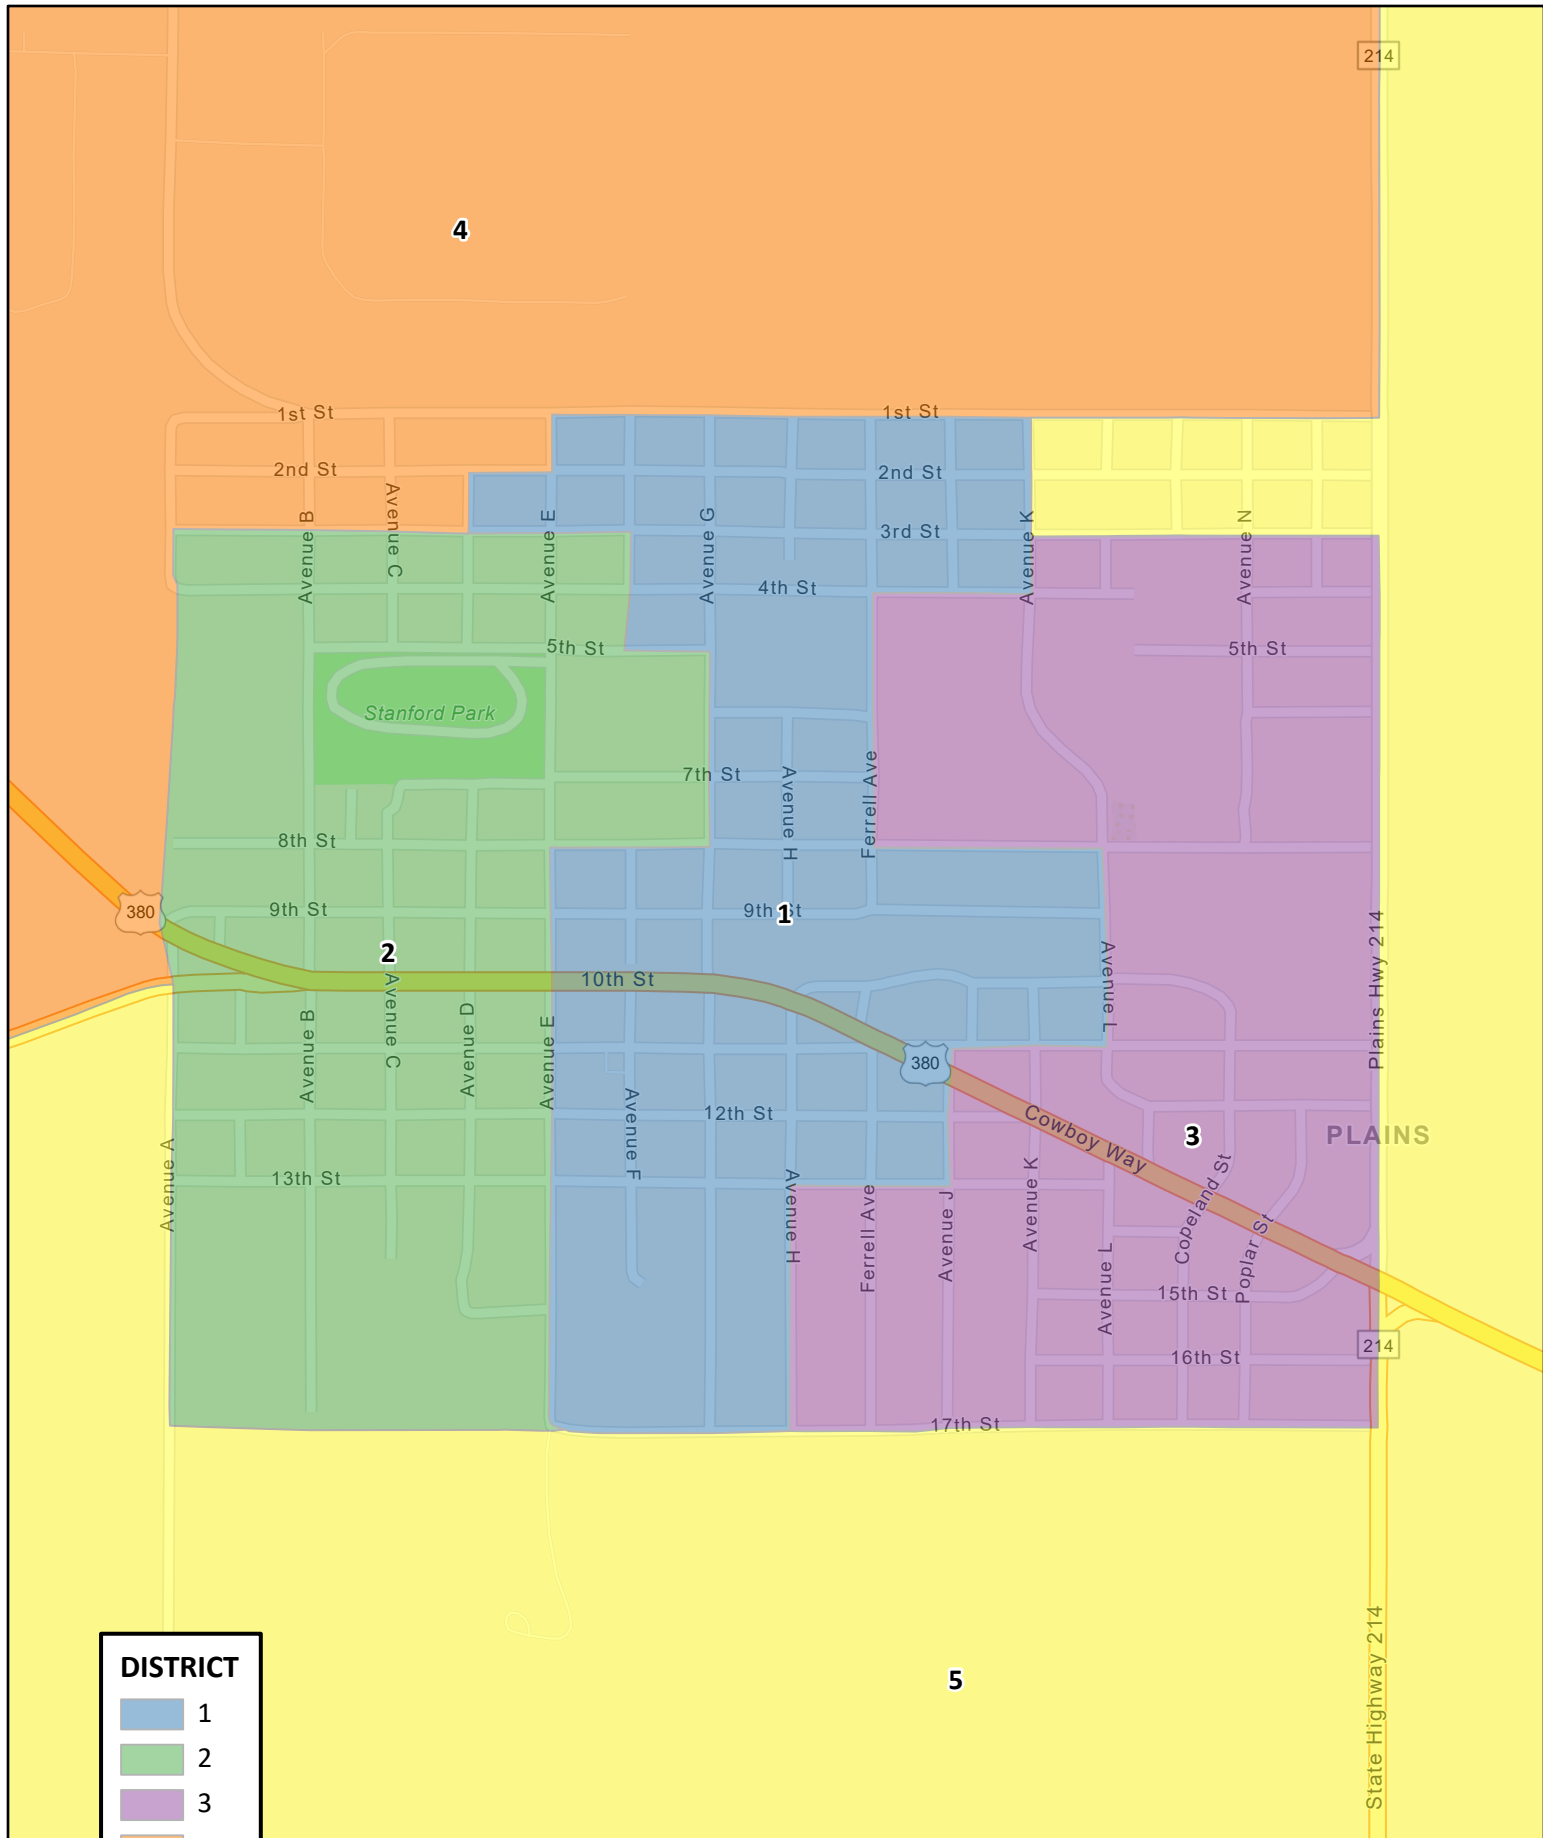 214
4
1st St
1st St
2nd St
2nd St
Avenue C
Avenue B
Avenue E
Avenue G
3rd St
Avenue K
Avenue N
4th St
5th St
5th St
Stanford Park
7th St
Avenue H
Ferrell Ave
8th St
380
9th St
9th St
1
2
Avenue L
Plains Hwy 214
10th St
Avenue C
Avenue B
Avenue D
Avenue E
380
Avenue F
12th St
Cowboy Way
3
PLAINS
Avenue A
13th St
Avenue H
Ferrell Ave
Avenue J
Avenue K
Avenue L
Copeland St
Poplar St
15th St
214
16th St
17th St
State Highway 214
5
DISTRICT
1
2
3